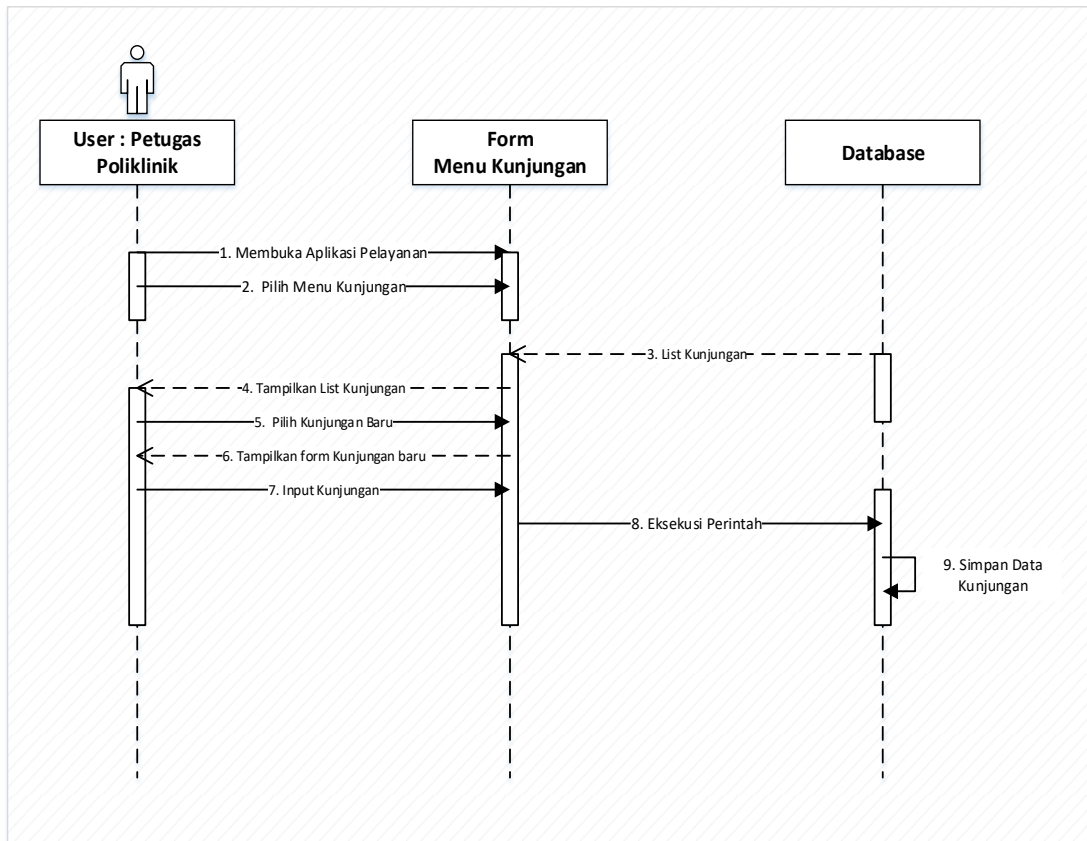 User : Petugas
Poliklinik
Form
Menu Kunjungan
Database
1. Membuka Aplikasi Pelayanan
2. Pilih Menu Kunjungan
3. List Kunjungan
4. Tampilkan List Kunjungan
5. Pilih Kunjungan Baru
6. Tampilkan form Kunjungan baru
7. Input Kunjungan
8. Eksekusi Perintah
9. Simpan Data
Kunjungan